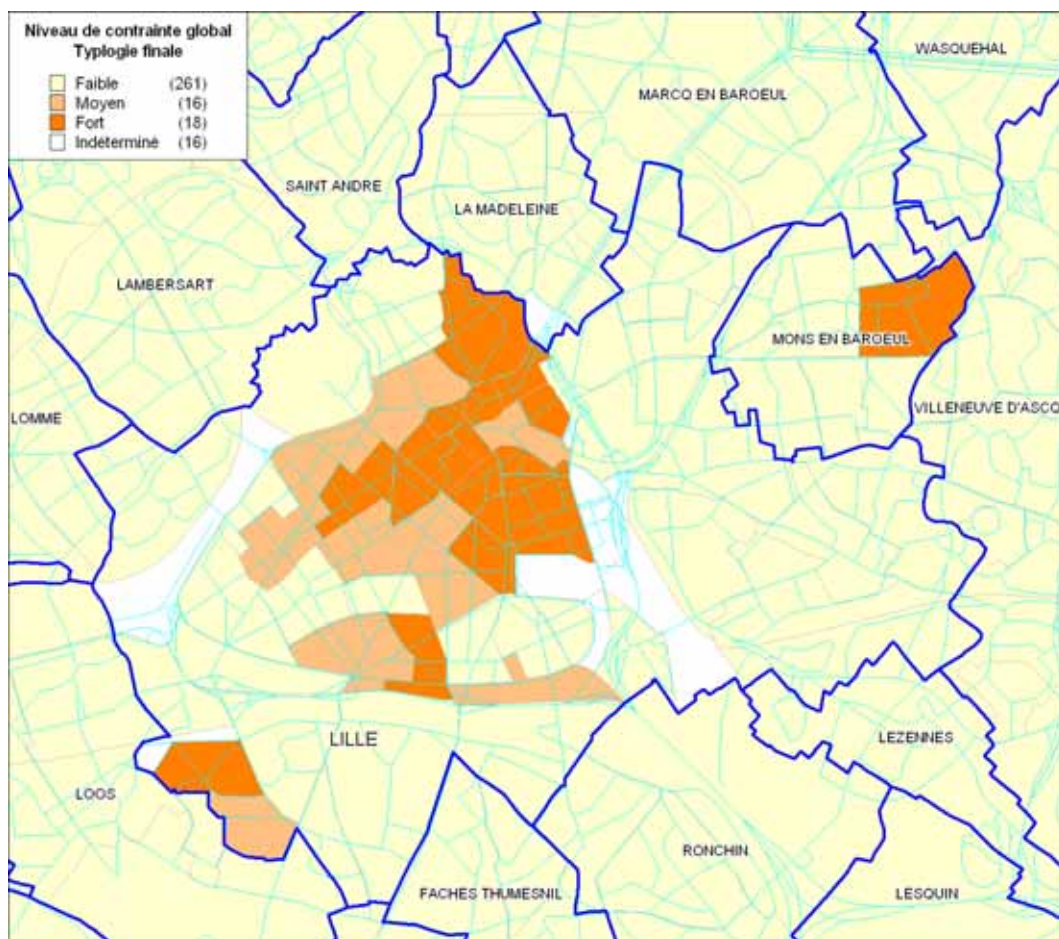 Niveau de contrainte global
Typlogie finale
Faible (261)
Moyen (16)
Fort (18)
Indéterminé (16)
WASQUEHAL
MARCQ EN BAROEUL
SAINT ANDRE
LA MADELEINE
LAMBERSART
MONS EN BAROEUL
LOMME
VILLENEUVE D'ASCQ
LILLE
LEZENNES
LOOS
RONCHIN
FACHES THUMESNIL
LESQUIN